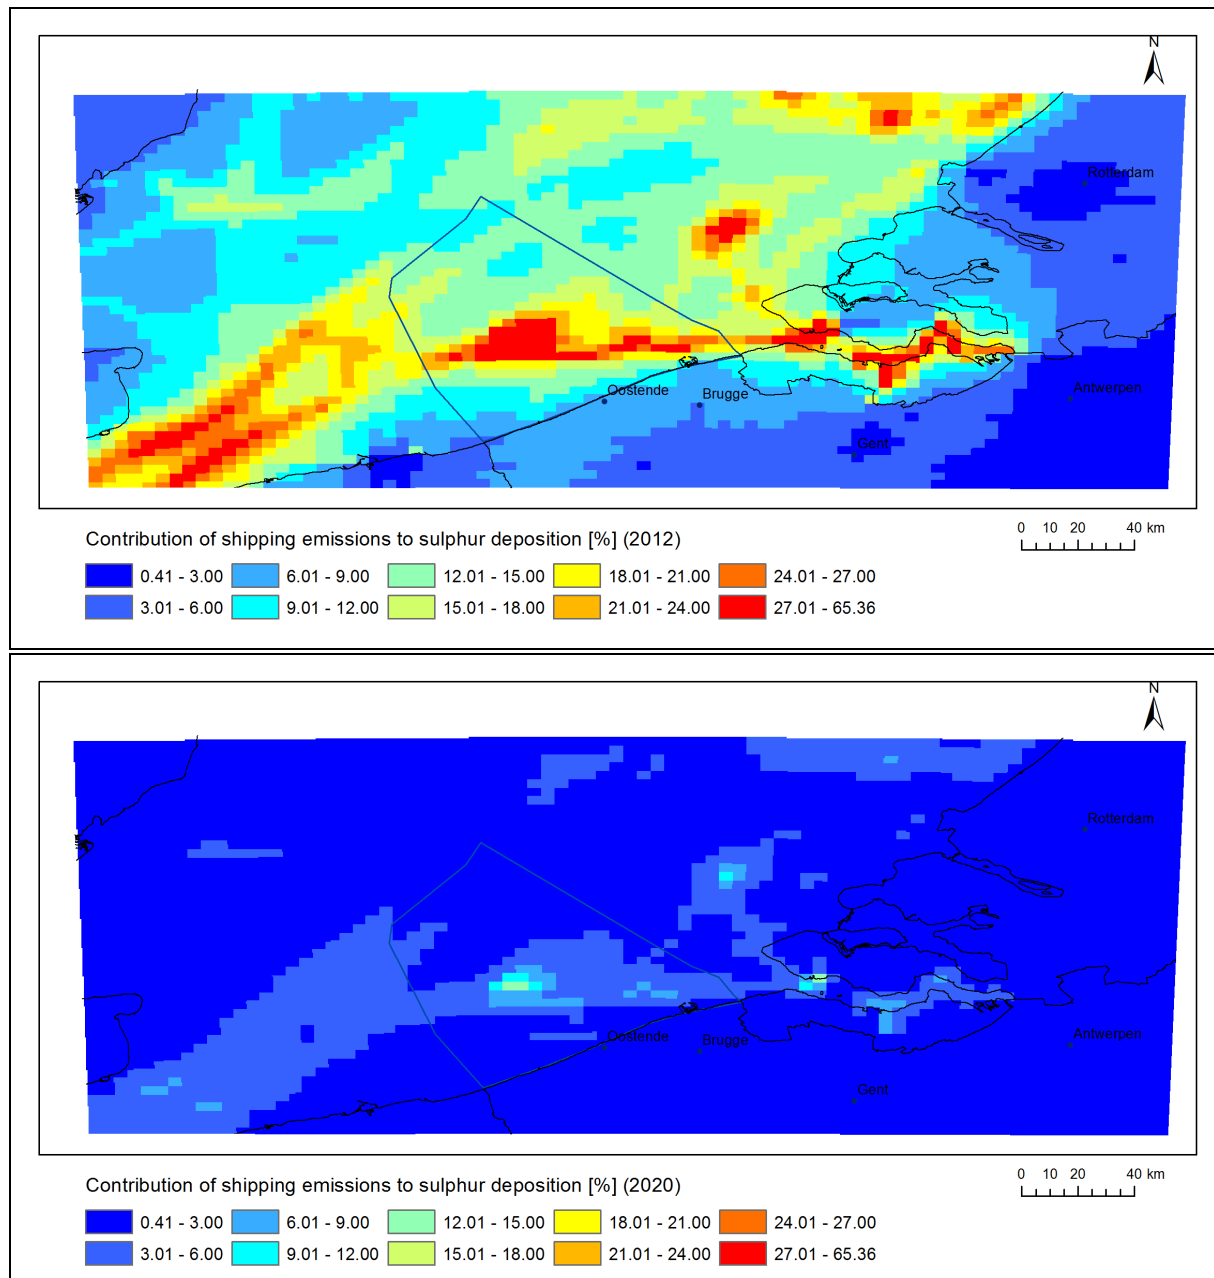 N
Rotterdam
Oostende
Brugge
Antwerpen
Gent
0 10 20 40 km
Contribution of shipping emissions to sulphur deposition [%] (2012)
0.41 - 3.00 6.01 - 9.00 12.01 - 15.00 18.01 - 21.00 24.01 - 27.00
3.01 - 6.00 9.01 - 12.00 15.01 - 18.00 21.01 - 24.00 27.01 - 65.36
N
Rotterdam
Oostende
Brugge
Antwerpen
Gent
0 10 20 40 km
Contribution of shipping emissions to sulphur deposition [%] (2020)
0.41 - 3.00 6.01 - 9.00 12.01 - 15.00 18.01 - 21.00 24.01 - 27.00
3.01 - 6.00 9.01 - 12.00 15.01 - 18.00 21.01 - 24.00 27.01 - 65.36